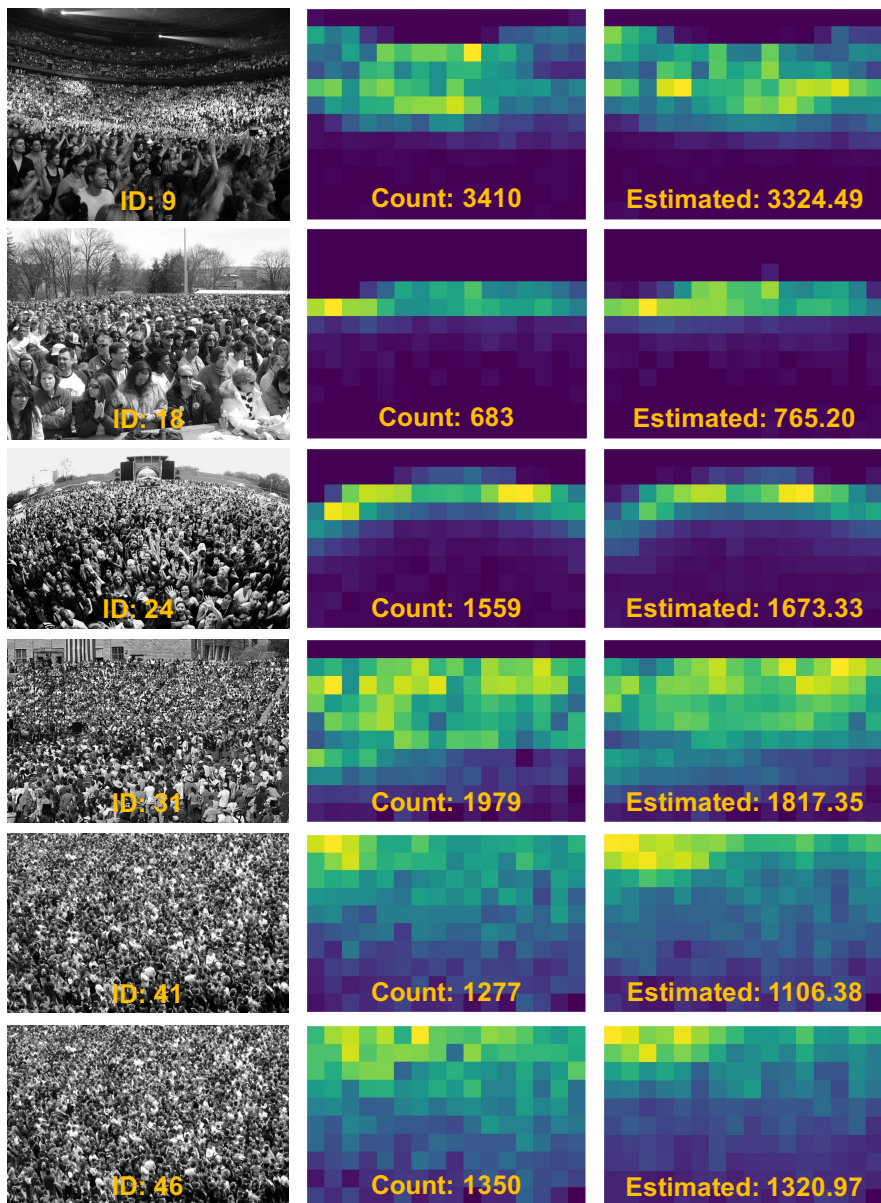 ID: 9
Count: 3410
Estimated: 3324.49
ID: 18
Count: 683
Estimated: 765.20
ID: 24
Count: 1559
Estimated: 1673.33
ID: 31
Count: 1979
Estimated: 1817.35
ID: 41
Count: 1277
Estimated: 1106.38
ID: 46
Count: 1350
Estimated: 1320.97